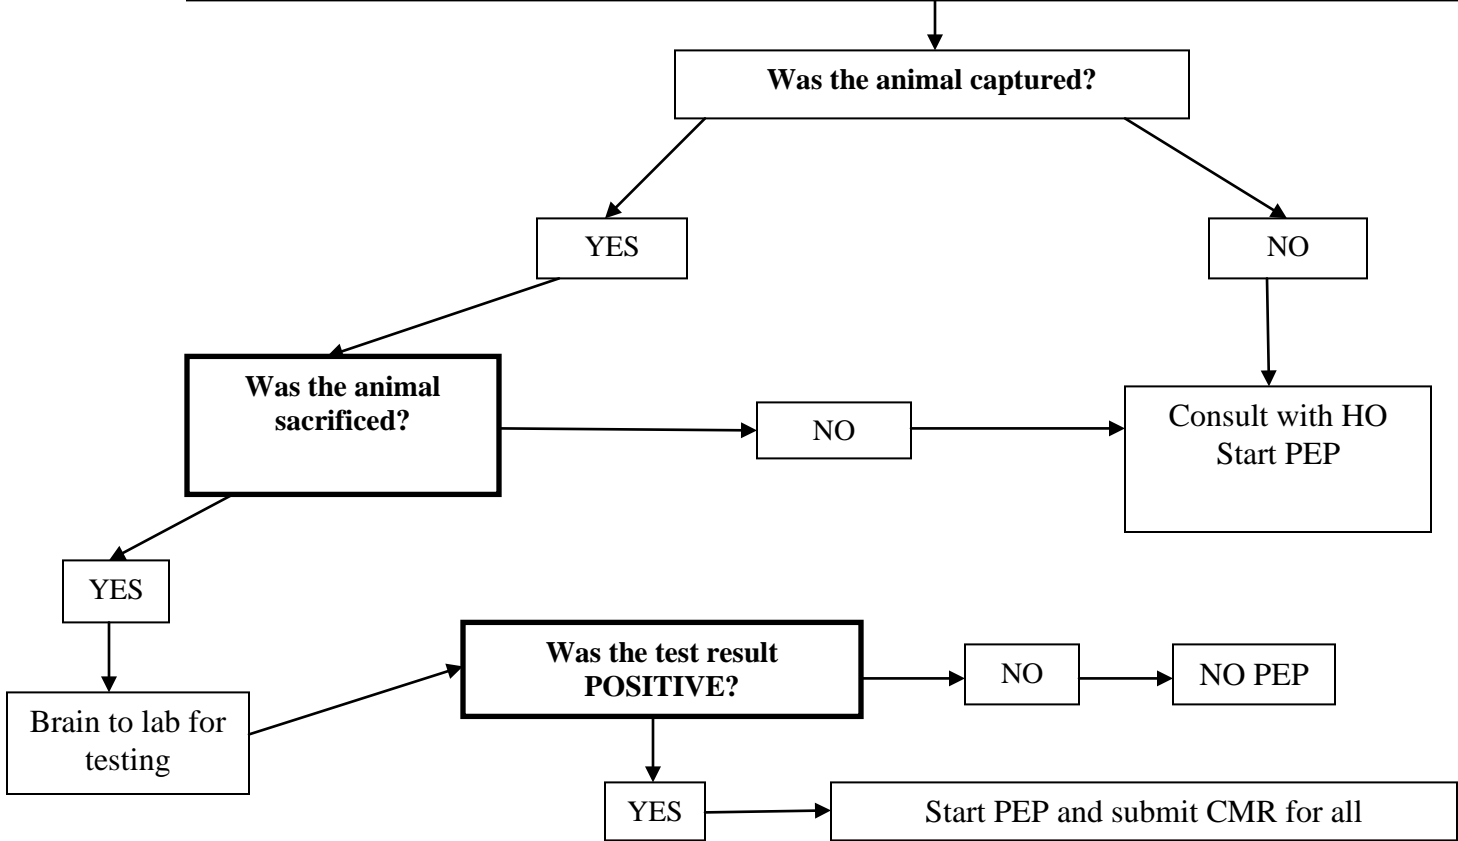 Was the animal captured?
YES
NO
Was the animal
sacrificed?
NO
Consult with HO
Start PEP
YES
Was the test result
POSITIVE?
NO
NO PEP
Brain to lab for
testing
YES
Start PEP and submit CMR for all